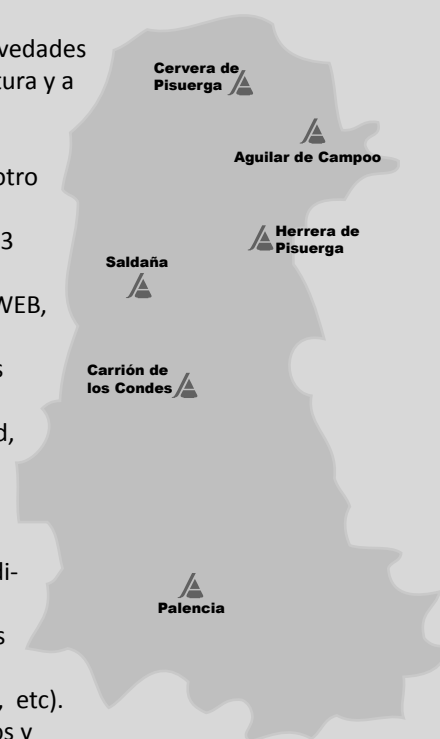 vedades
tura y a
otro
3
WEB,
s
d,
di-
s
, etc).
os y
Cervera de
Pisuerga
Aguilar de Campoo
Herrera de
Pisuerga
Saldaña
Carrión de
los Condes
Palencia